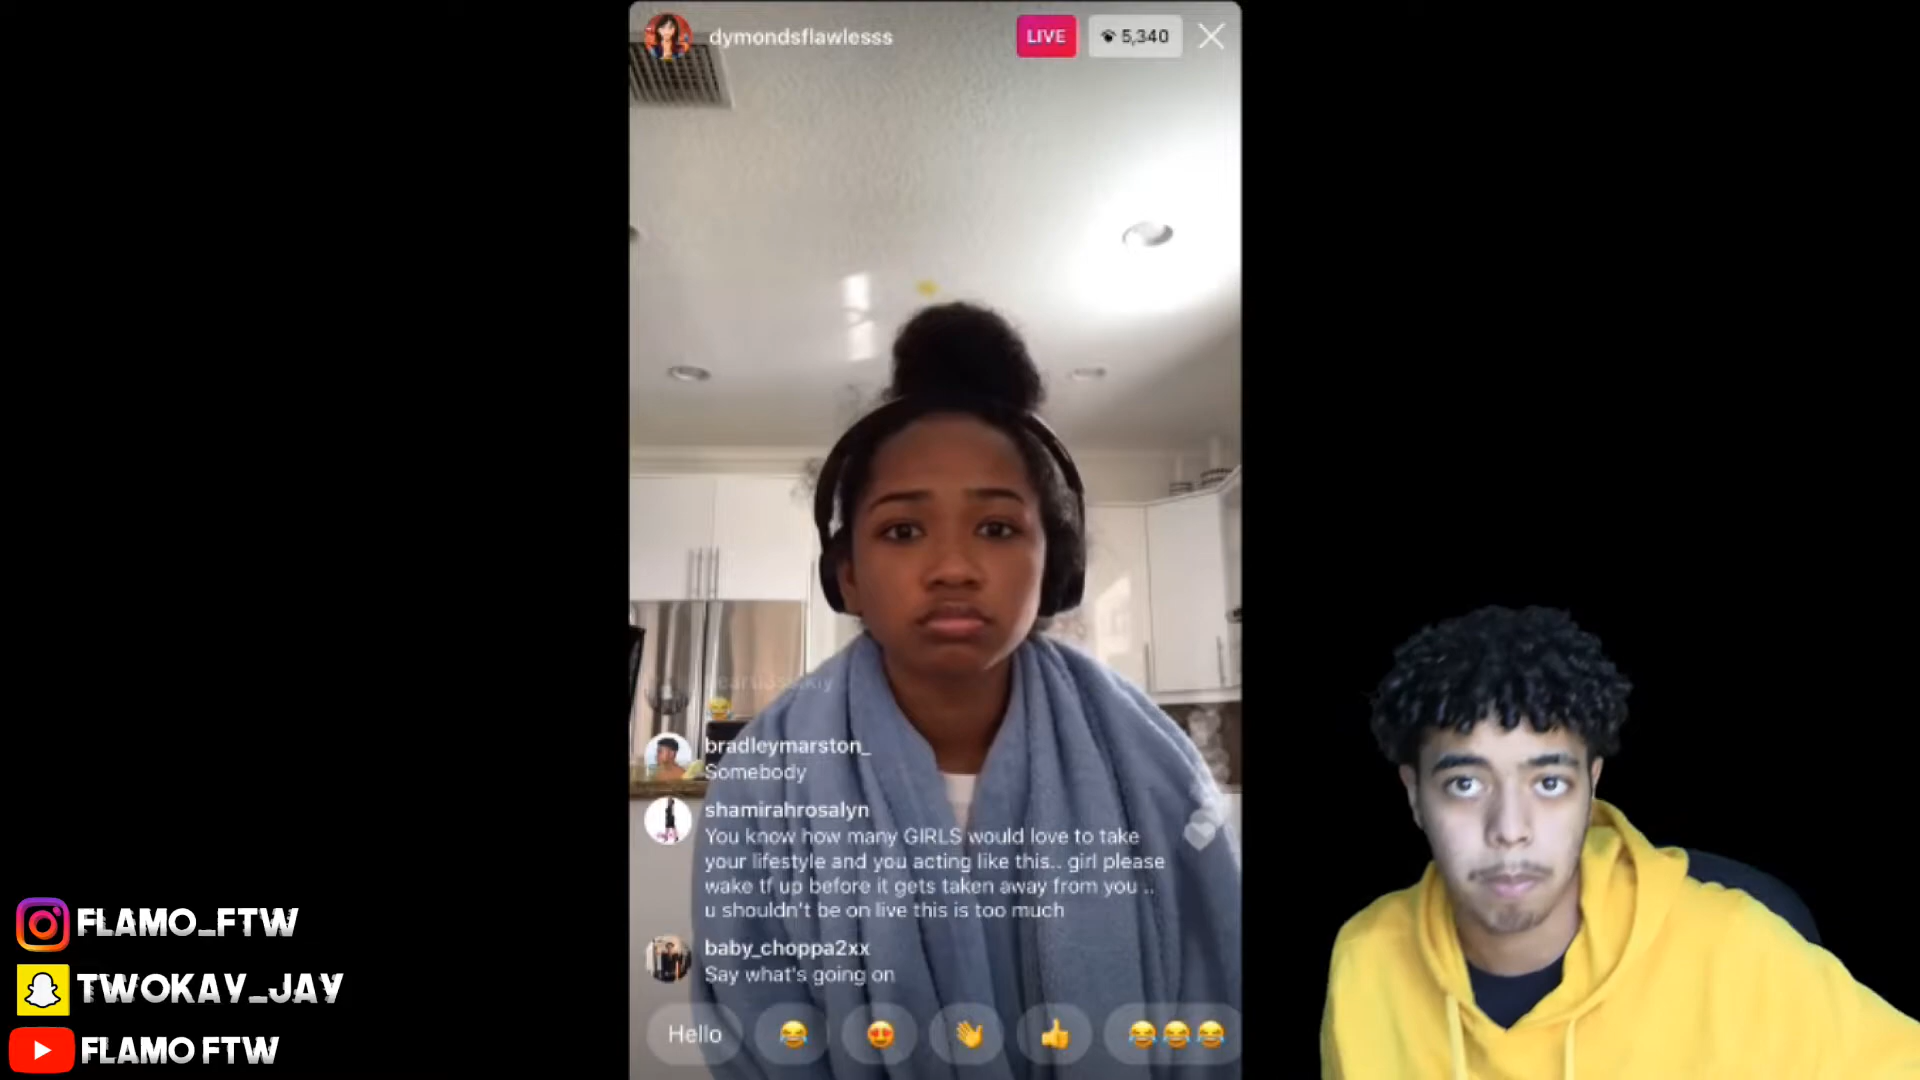 dymondsflawlesss
LIVE
5,340
bradleymarston_
Somebody
shamirahrosalyn
You know how many GIRLS would love to take
your lifestyle and you acting like this.. girl please
wake tf up before it gets taken away from you ..
u shouldn't be on live this is too much
baby_choppa2xx
Say what's going on
Hello
FLAMO_FTW
TWOKAY_JAY
FLAMO FTW